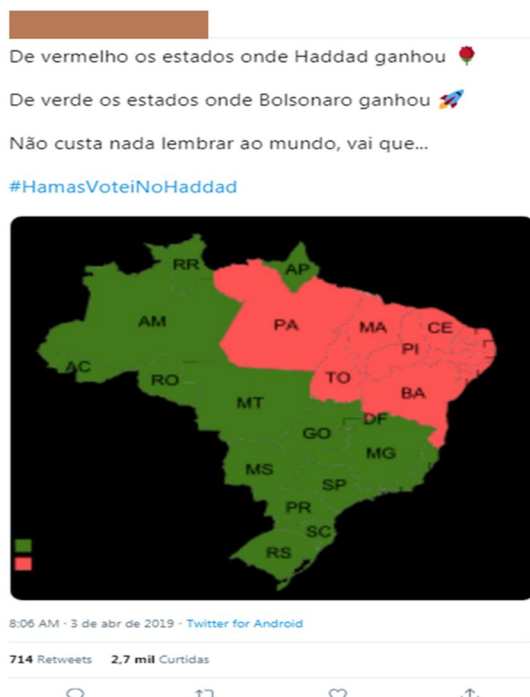 De vermelho os estados onde Haddad ganhou 🌹
De verde os estados onde Bolsonaro ganhou 🚀
Não custa nada lembrar ao mundo, vai que...
#HamasVoteiNoHaddad
RR
AP
AM
PA
MA
CE
PI
AC
RO
TO
BA
MT
DF
GO
MG
MS
SP
PR
SC
RS
8:06 AM · 3 de abr de 2019 · Twitter for Android
714 Retweets 2,7 mil Curtidas